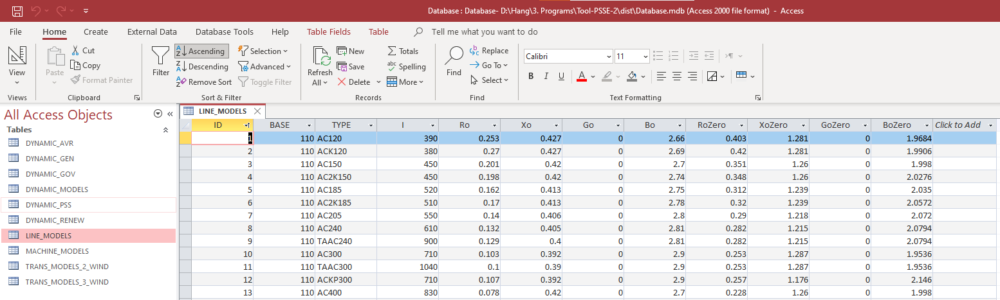 Database : Database- D:\Hang\3. Programs\Tool-PSSE-2\dist\Database.mdb (Access 2000 file format) - Access
File Home Create External Data Database Tools Help Table Fields Table Tell me what you want to do
View Paste Cut Copy Format Painter Filter Ascending Descending Remove Sort Selection Advanced Toggle Filter Refresh All New Save Delete Totals Spelling More Find Replace Go To Select Calibri 11 B I U A
Views Clipboard Sort & Filter Records Find Text Formatting
All Access Objects
Tables
DYNAMIC_AVR
DYNAMIC_GEN
DYNAMIC_GOV
DYNAMIC_MODELS
DYNAMIC_PSS
DYNAMIC_RENEW
LINE_MODELS
MACHINE_MODELS
TRANS_MODELS_2_WIND
TRANS_MODELS_3_WIND
LINE_MODELS
ID BASE TYPE I Ro Xo Go Bo RoZero XoZero GoZero BoZero Click to Add
1 110 AC120 390 0.253 0.427 0 2.66 0.403 1.281 0 1.9684
2 110 ACK120 380 0.27 0.427 0 2.69 0.42 1.281 0 1.9906
3 110 AC150 450 0.201 0.42 0 2.7 0.351 1.26 0 1.998
4 110 AC2K150 450 0.198 0.42 0 2.74 0.348 1.26 0 2.0276
5 110 AC185 520 0.162 0.413 0 2.75 0.312 1.239 0 2.035
6 110 AC2K185 510 0.17 0.413 0 2.78 0.32 1.239 0 2.0572
7 110 AC205 550 0.14 0.406 0 2.8 0.29 1.218 0 2.072
8 110 AC240 610 0.132 0.405 0 2.81 0.282 1.215 0 2.0794
9 110 TAAC240 900 0.129 0.4 0 2.81 0.282 1.215 0 2.0794
10 110 AC300 710 0.103 0.392 0 2.9 0.253 1.287 0 1.9536
11 110 TAAC300 1040 0.1 0.39 0 2.9 0.253 1.287 0 1.9536
12 110 ACKP300 710 0.107 0.392 0 2.9 0.257 1.176 0 2.146
13 110 AC400 830 0.078 0.42 0 2.7 0.228 1.26 0 1.998